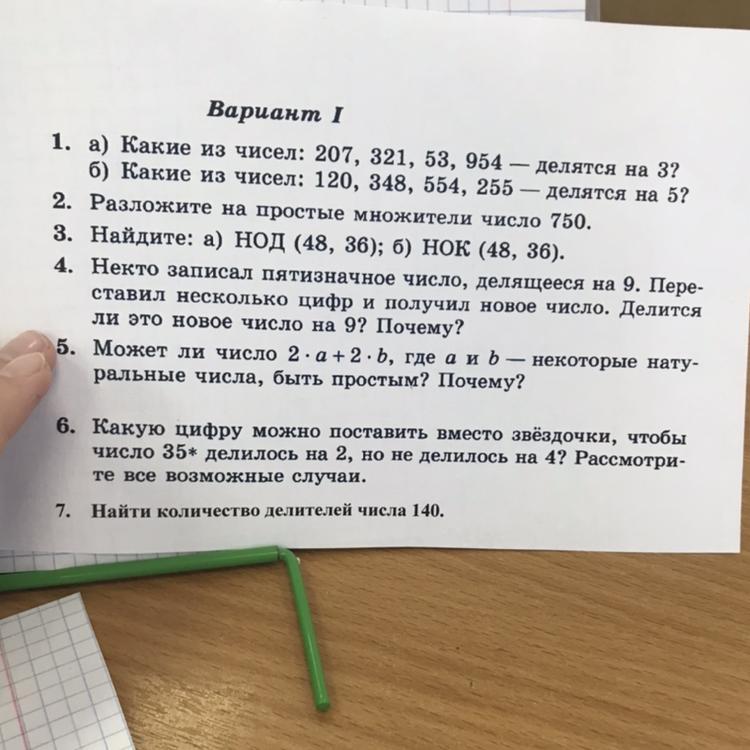 Вариант I
1. а) Какие из чисел: 207, 321, 53, 954 — делятся на 3?
б) Какие из чисел: 120, 348, 554, 255 — делятся на 5?
2. Разложите на простые множители число 750.
3. Найдите: а) НОД (48, 36); б) НОК (48, 36).
4. Некто записал пятизначное число, делящееся на 9. Пере-
ставил несколько цифр и получил новое число. Делится
ли это новое число на 9? Почему?
5. Может ли число 2 · a + 2 · b, где a и b — некоторые нату-
ральные числа, быть простым? Почему?
6. Какую цифру можно поставить вместо звёздочки, чтобы
число 35* делилось на 2, но не делилось на 4? Рассмотри-
те все возможные случаи.
7. Найти количество делителей числа 140.